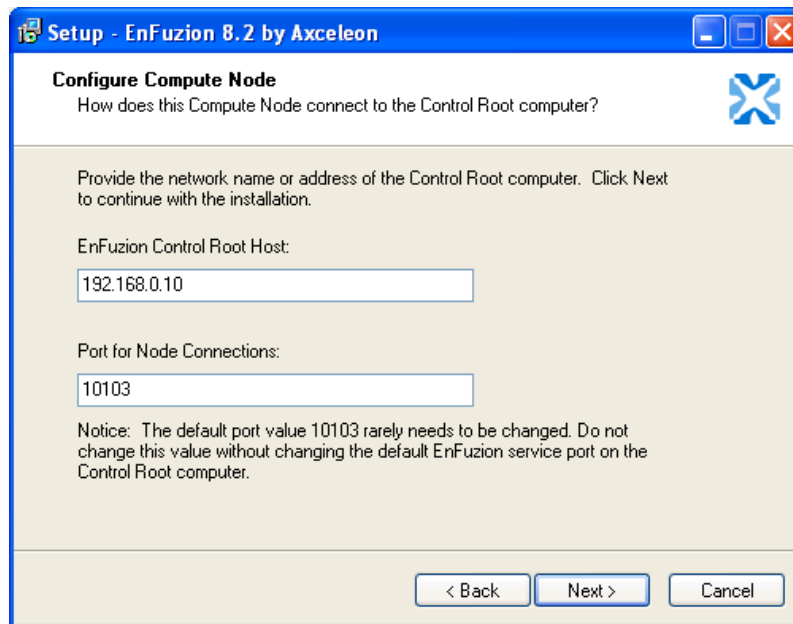 Setup - EnFuzion 8.2 by Axceleon
Configure Compute Node
How does this Compute Node connect to the Control Root computer?
Provide the network name or address of the Control Root computer.  Click Next
to continue with the installation.
EnFuzion Control Root Host:
192.168.0.10
Port for Node Connections:
10103
Notice:  The default port value 10103 rarely needs to be changed. Do not
change this value without changing the default EnFuzion service port on the
Control Root computer.
< Back Next > Cancel